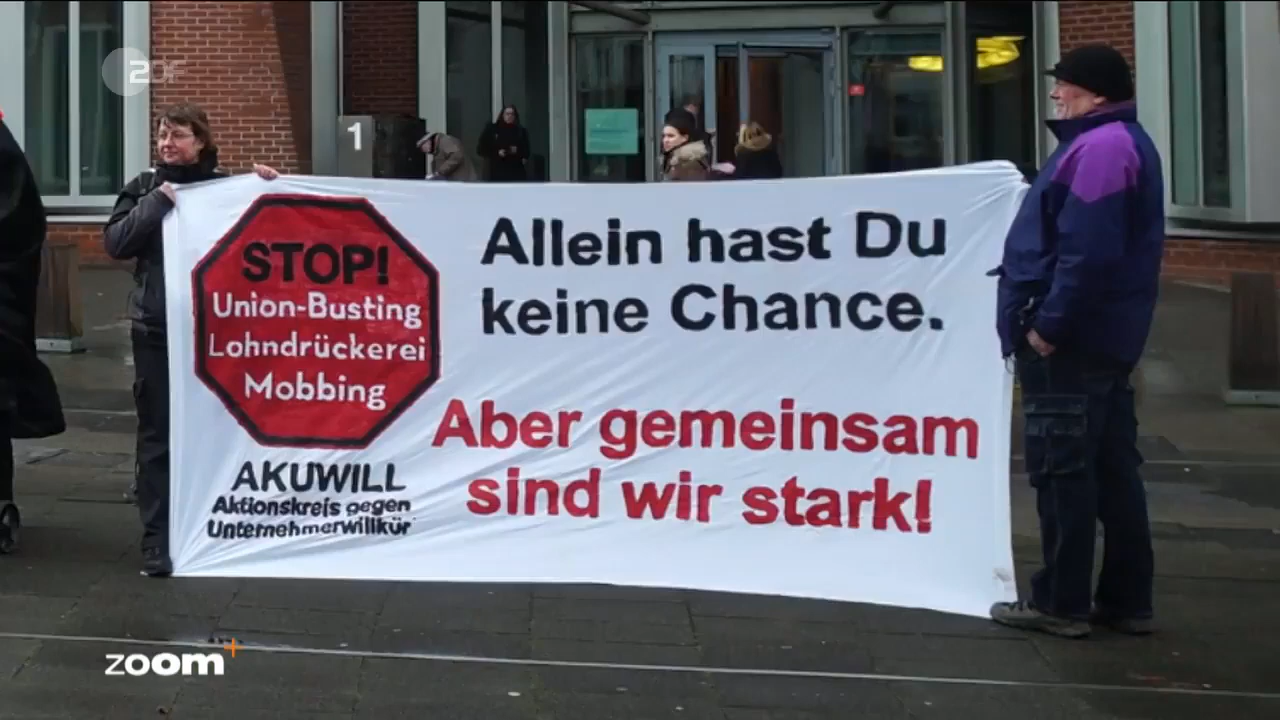 ZDF
1
STOP!
Union-Busting
Lohndrückerei
Mobbing
AKUWILL
Aktionskreis gegen
Unternehmerwillkür
Allein hast Du
keine Chance.
Aber gemeinsam
sind wir stark!
zoom+